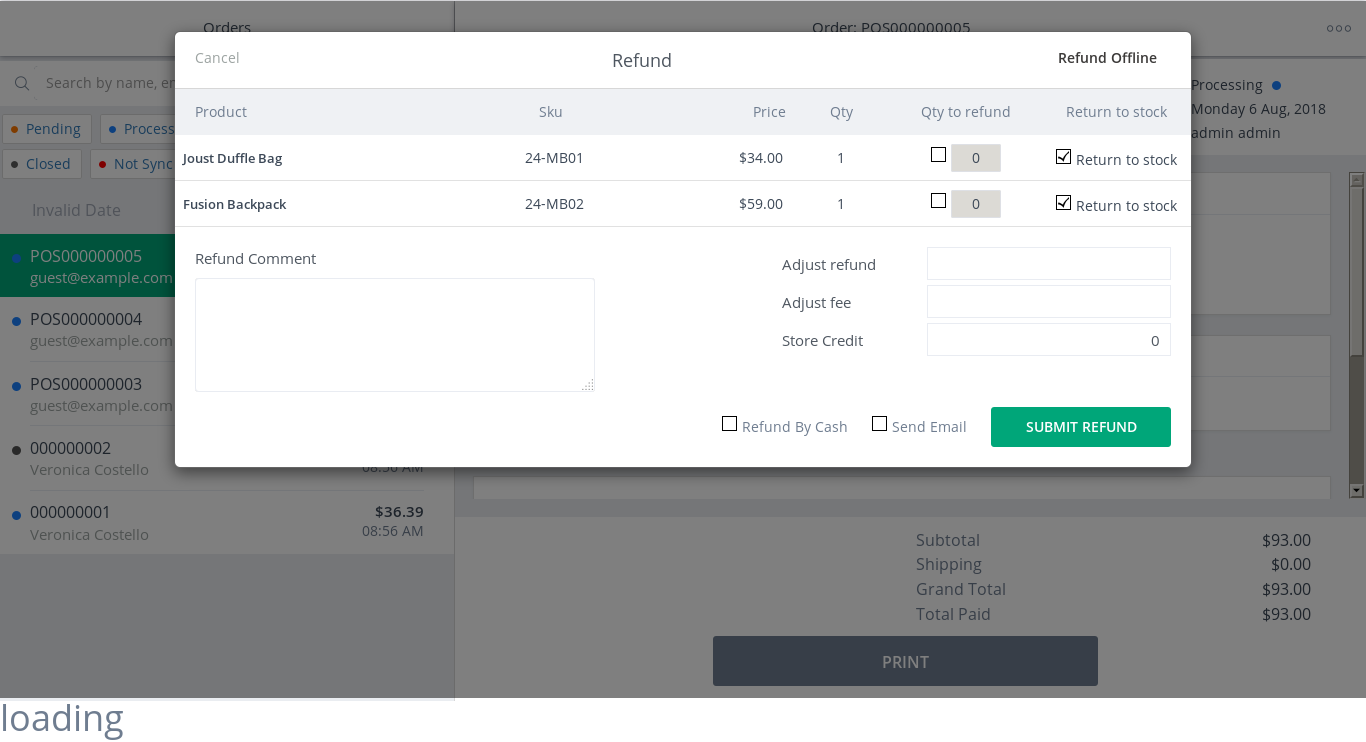 Orders
Order: POS000000005
Cancel
Refund
Refund Offline
Search by name, em
Processing
Monday 6 Aug, 2018
admin admin
Product Sku Price Qty Qty to refund Return to stock
Pending
Process
Joust Duffle Bag 24-MB01 $34.00 1 0 Return to stock
Closed
Not Sync
Fusion Backpack 24-MB02 $59.00 1 0 Return to stock
Invalid Date
POS000000005
guest@example.com
Refund Comment
Adjust refund
Adjust fee
Store Credit 0
POS000000004
guest@example.com
POS000000003
guest@example.com
Refund By Cash
Send Email
SUBMIT REFUND
000000002
Veronica Costello
08:56 AM
000000001 $36.39
Veronica Costello 08:56 AM
Subtotal $93.00
Shipping $0.00
Grand Total $93.00
Total Paid $93.00
PRINT
loading